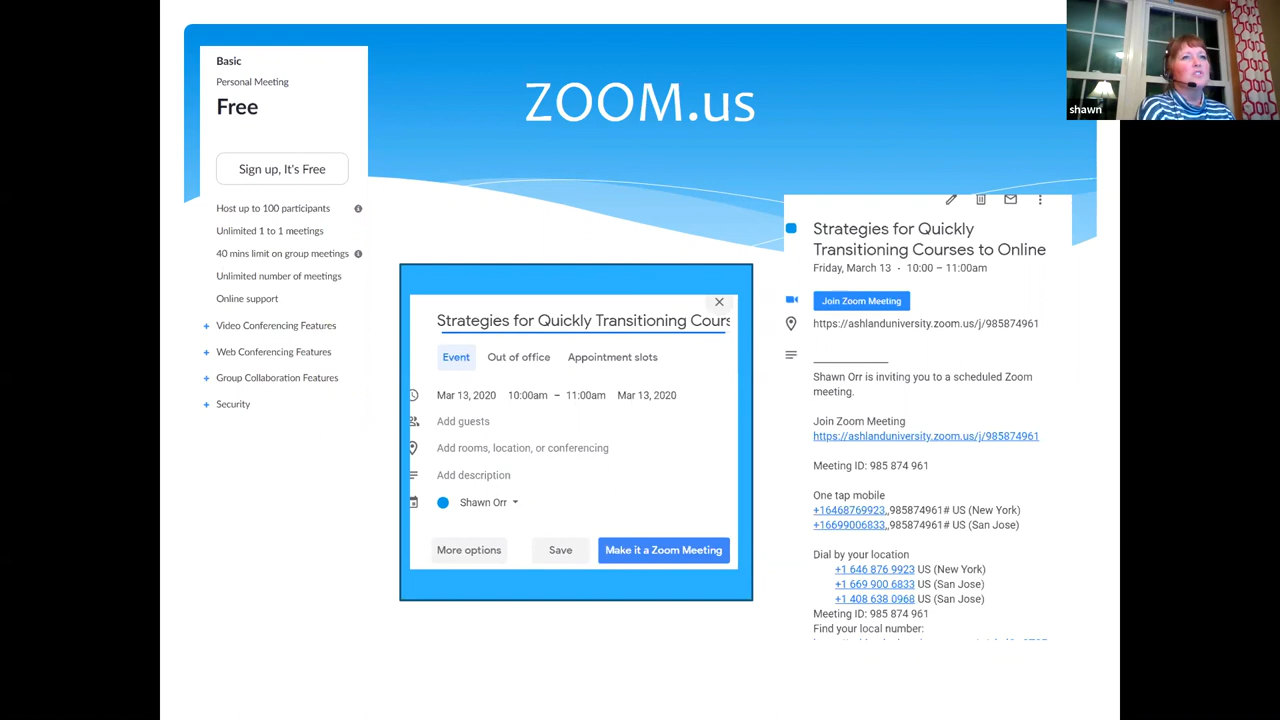 ZOOM.us
shawn
Basic
Personal Meeting
Free
Sign up, It's Free
Host up to 100 participants
Unlimited 1 to 1 meetings
40 mins limit on group meetings
Unlimited number of meetings
Online support
+ Video Conferencing Features
+ Web Conferencing Features
+ Group Collaboration Features
+ Security
Strategies for Quickly Transitioning Cours
Event Out of office Appointment slots
Mar 13, 2020 10:00am – 11:00am Mar 13, 2020
Add guests
Add rooms, location, or conferencing
Add description
Shawn Orr
More options Save Make it a Zoom Meeting
Strategies for Quickly
Transitioning Courses to Online
Friday, March 13 · 10:00 – 11:00am
Join Zoom Meeting
https://ashlanduniversity.zoom.us/j/985874961
Shawn Orr is inviting you to a scheduled Zoom
meeting.
Join Zoom Meeting
https://ashlanduniversity.zoom.us/j/985874961
Meeting ID: 985 874 961
One tap mobile
+16468769923,,985874961# US (New York)
+16699006833,,985874961# US (San Jose)
Dial by your location
+1 646 876 9923 US (New York)
+1 669 900 6833 US (San Jose)
+1 408 638 0968 US (San Jose)
Meeting ID: 985 874 961
Find your local number: